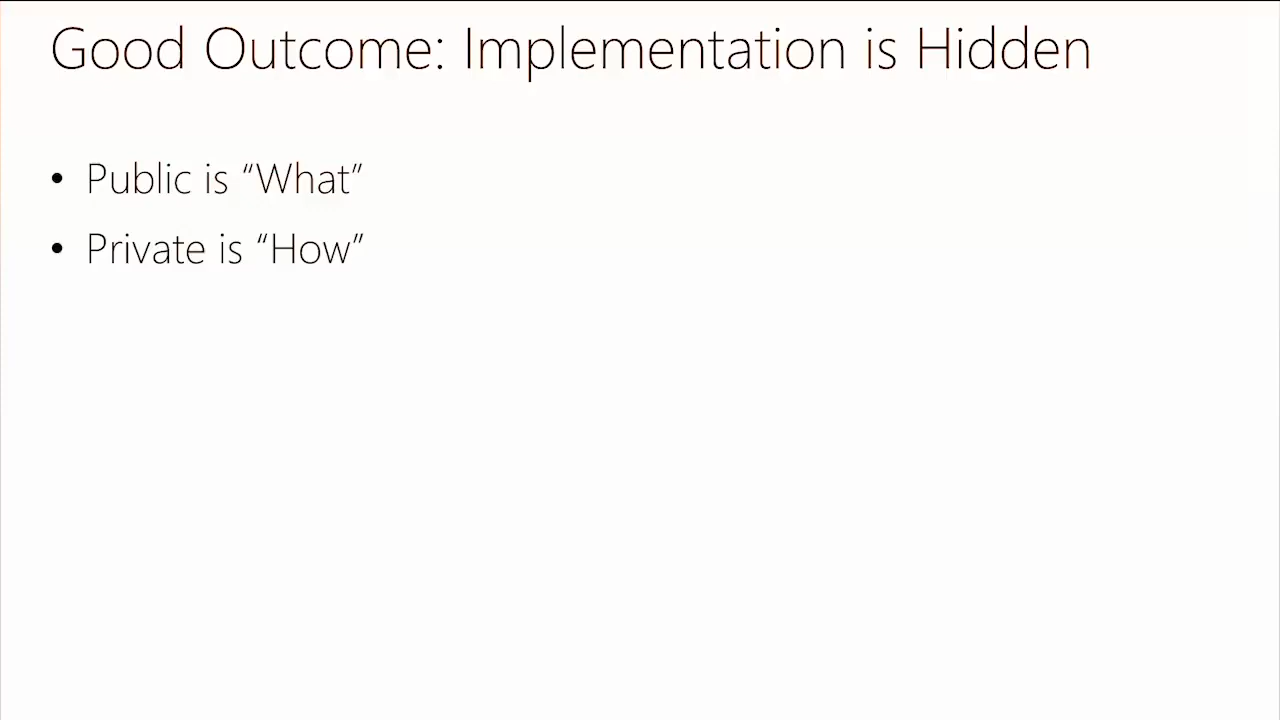 Good Outcome: Implementation is Hidden
• Public is “What”
• Private is “How”